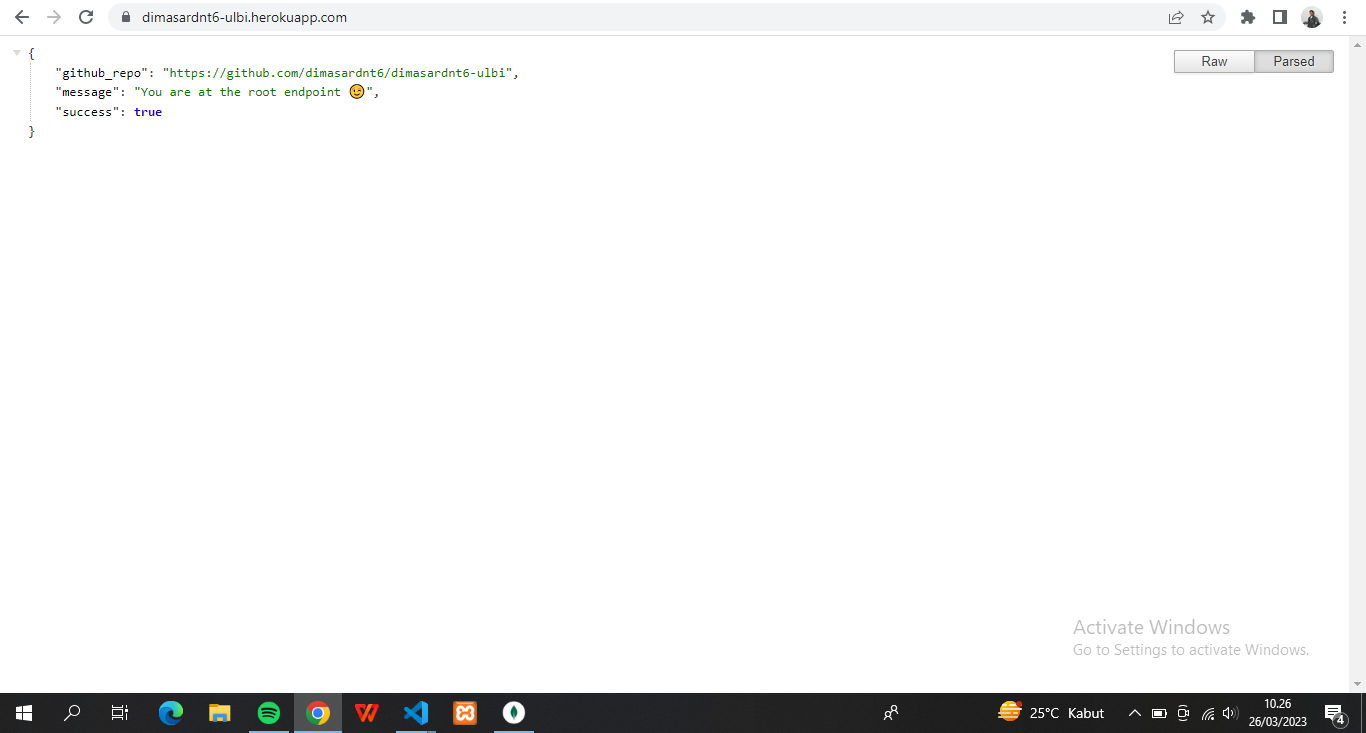 dimasardnt6-ulbi.herokuapp.com
{
Raw Parsed
"github_repo": "https://github.com/dimasardnt6/dimasardnt6-ulbi",
"message": "You are at the root endpoint 😉",
"success": true
}
Activate Windows
Go to Settings to activate Windows.
25°C Kabut
10.26
26/03/2023
4